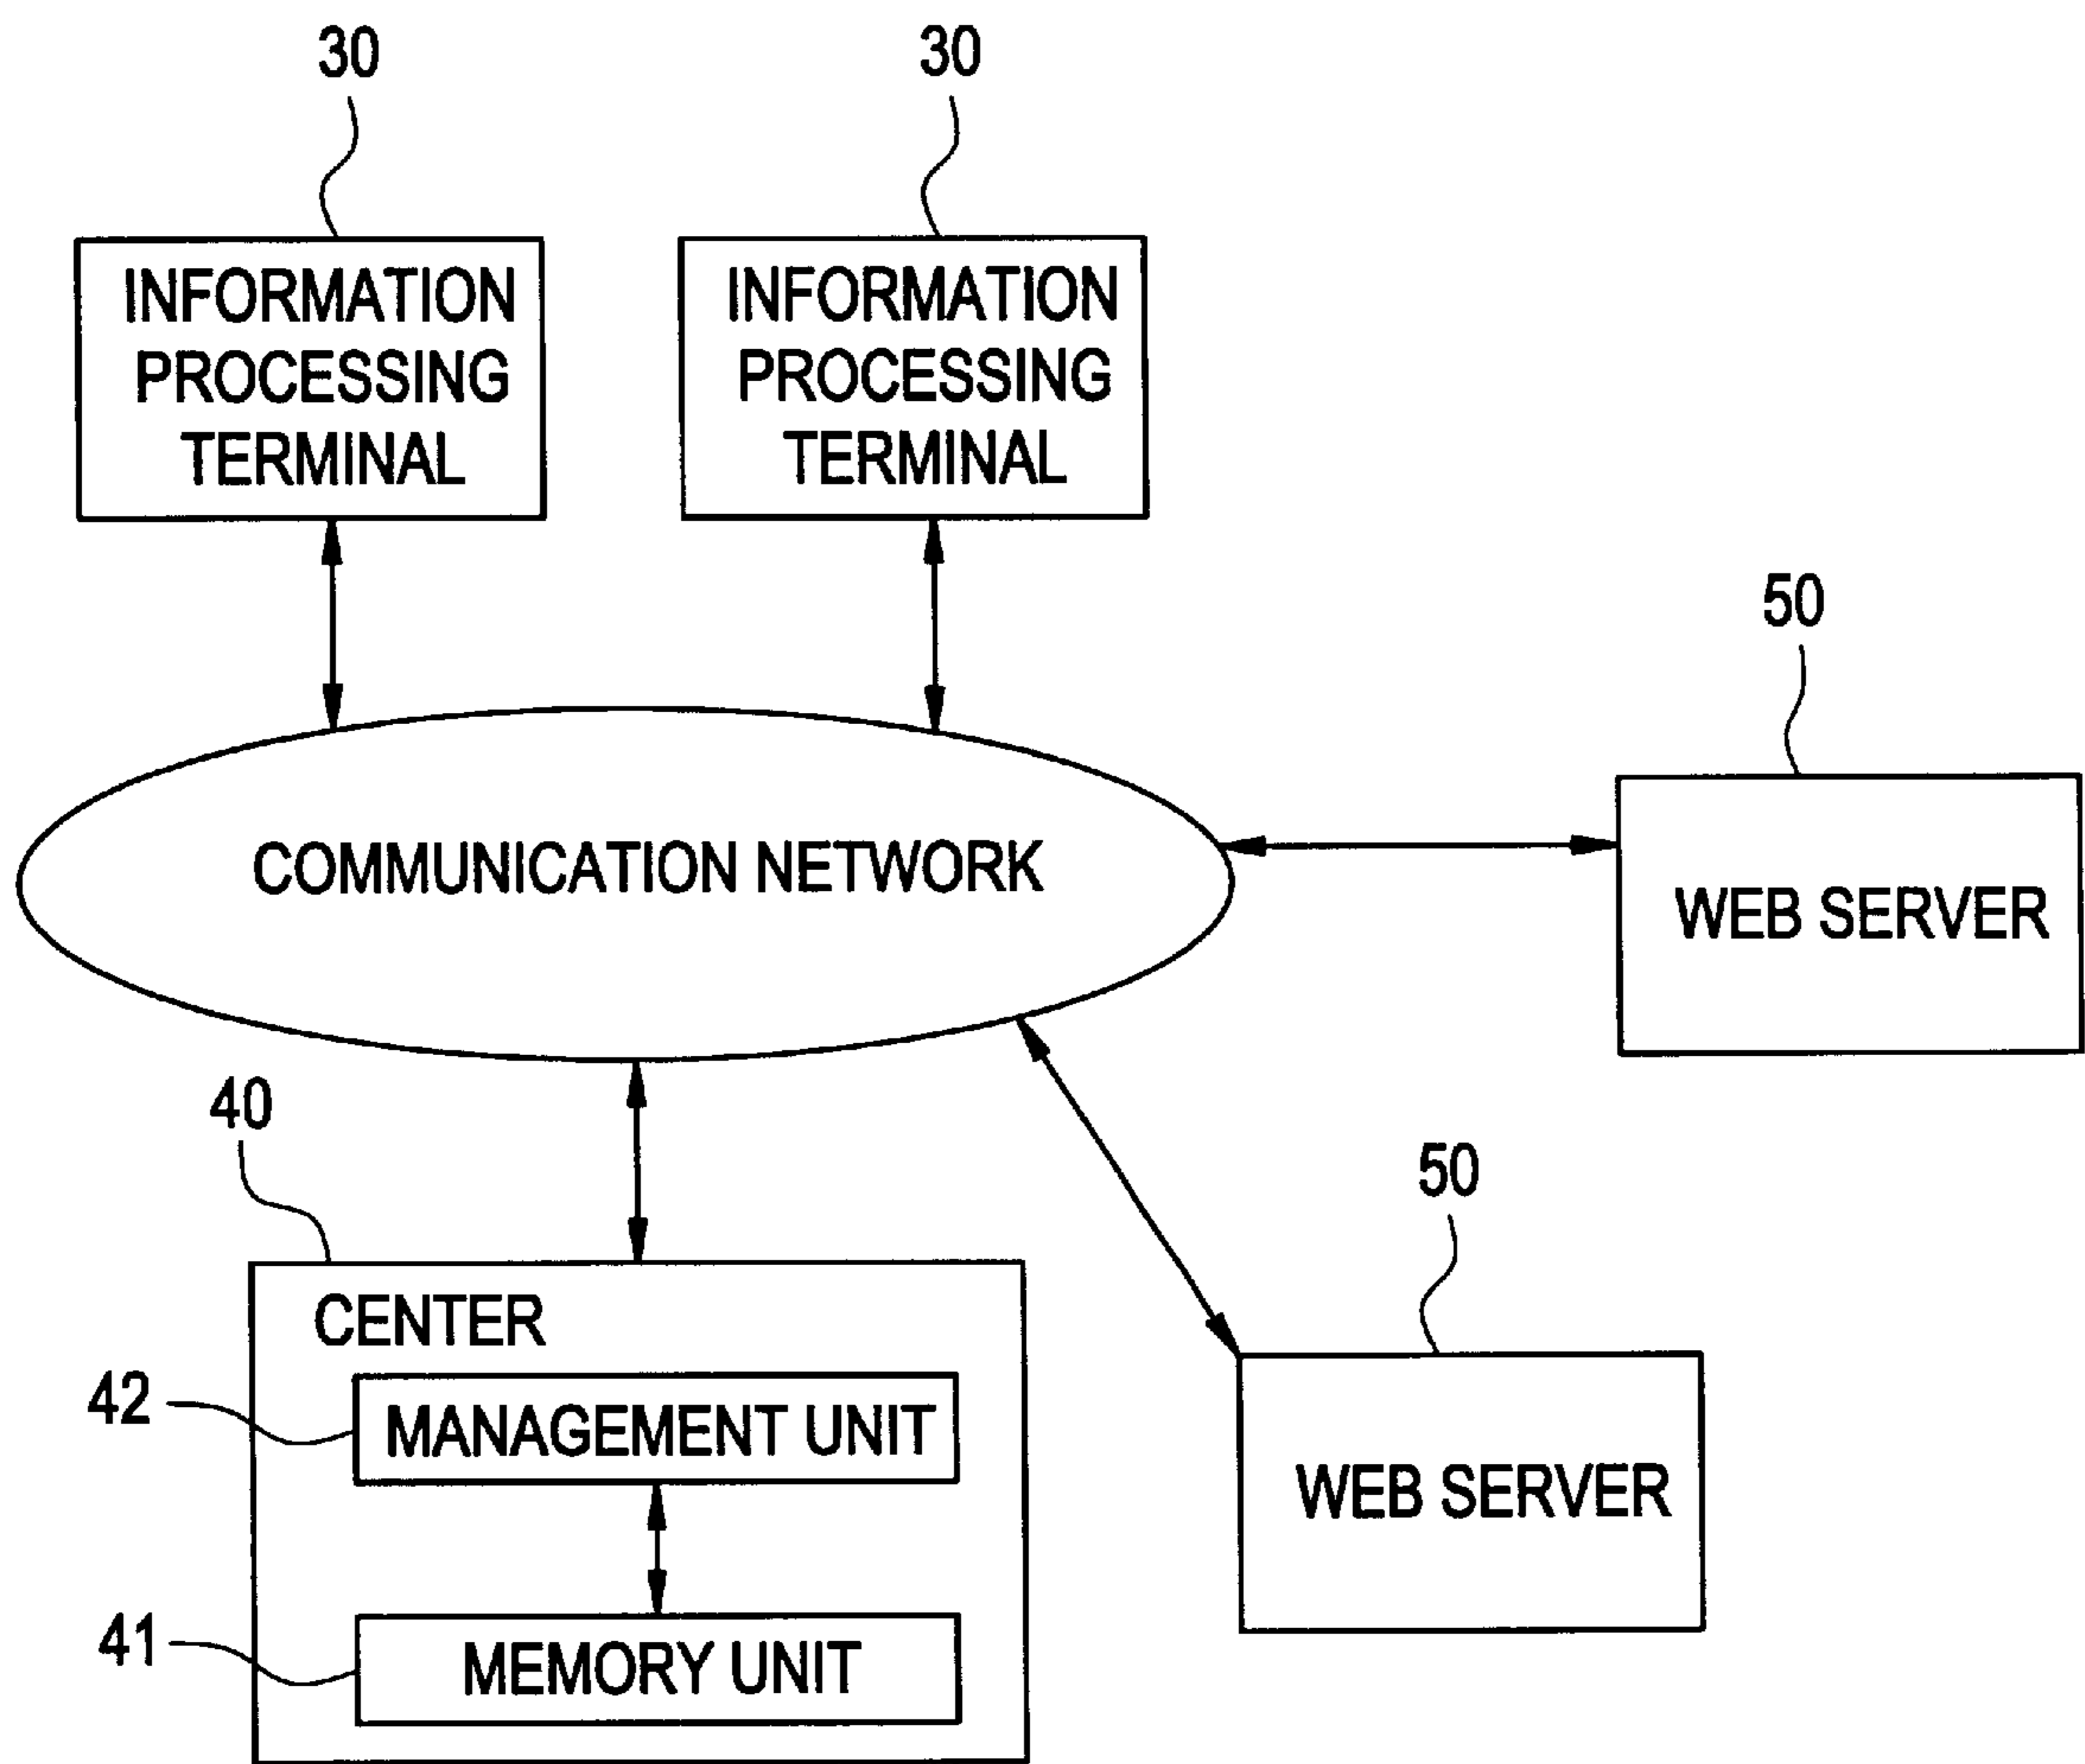 30
30
INFORMATION
PROCESSING
TERMINAL
INFORMATION
PROCESSING
TERMINAL
50
COMMUNICATION NETWORK
WEB SERVER
40
50
CENTER
42
MANAGEMENT UNIT
WEB SERVER
41
MEMORY UNIT